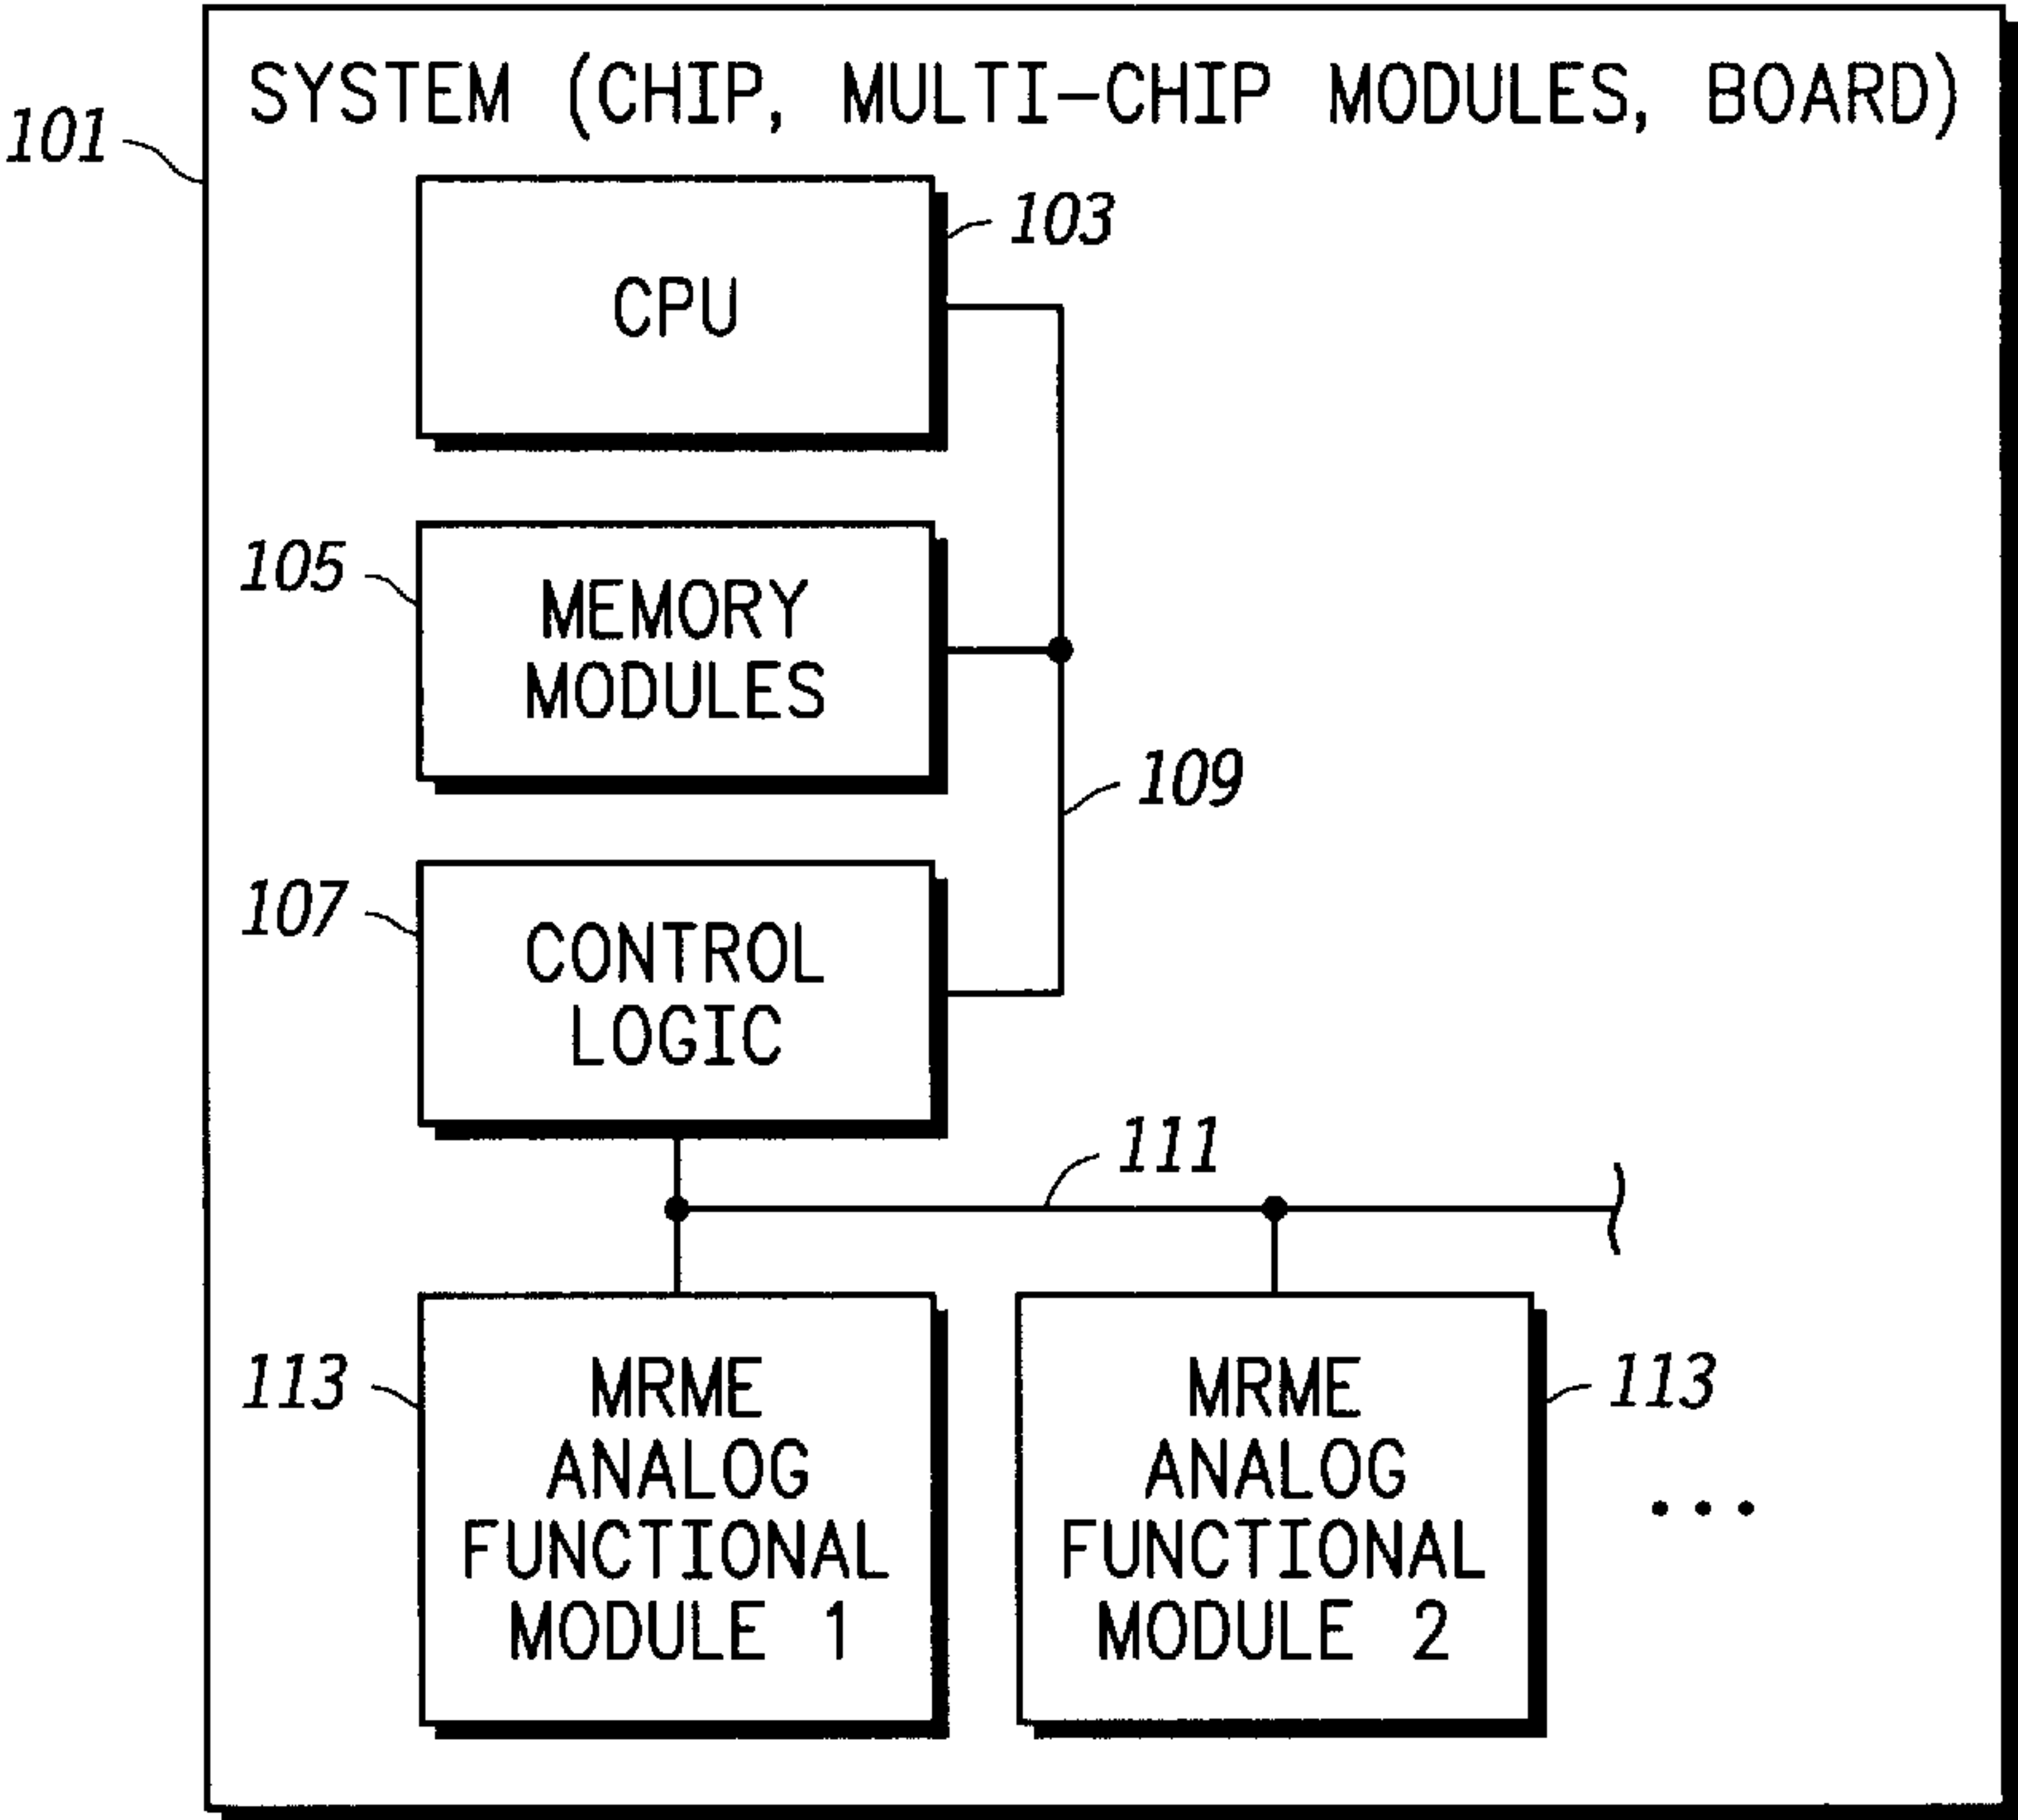 SYSTEM (CHIP, MULTI-CHIP MODULES, BOARD)
101
103
CPU
105
MEMORY
MODULES
109
107
CONTROL
LOGIC
111
113
MRME
ANALOG
FUNCTIONAL
MODULE 1
MRME
ANALOG
FUNCTIONAL
MODULE 2
113
...